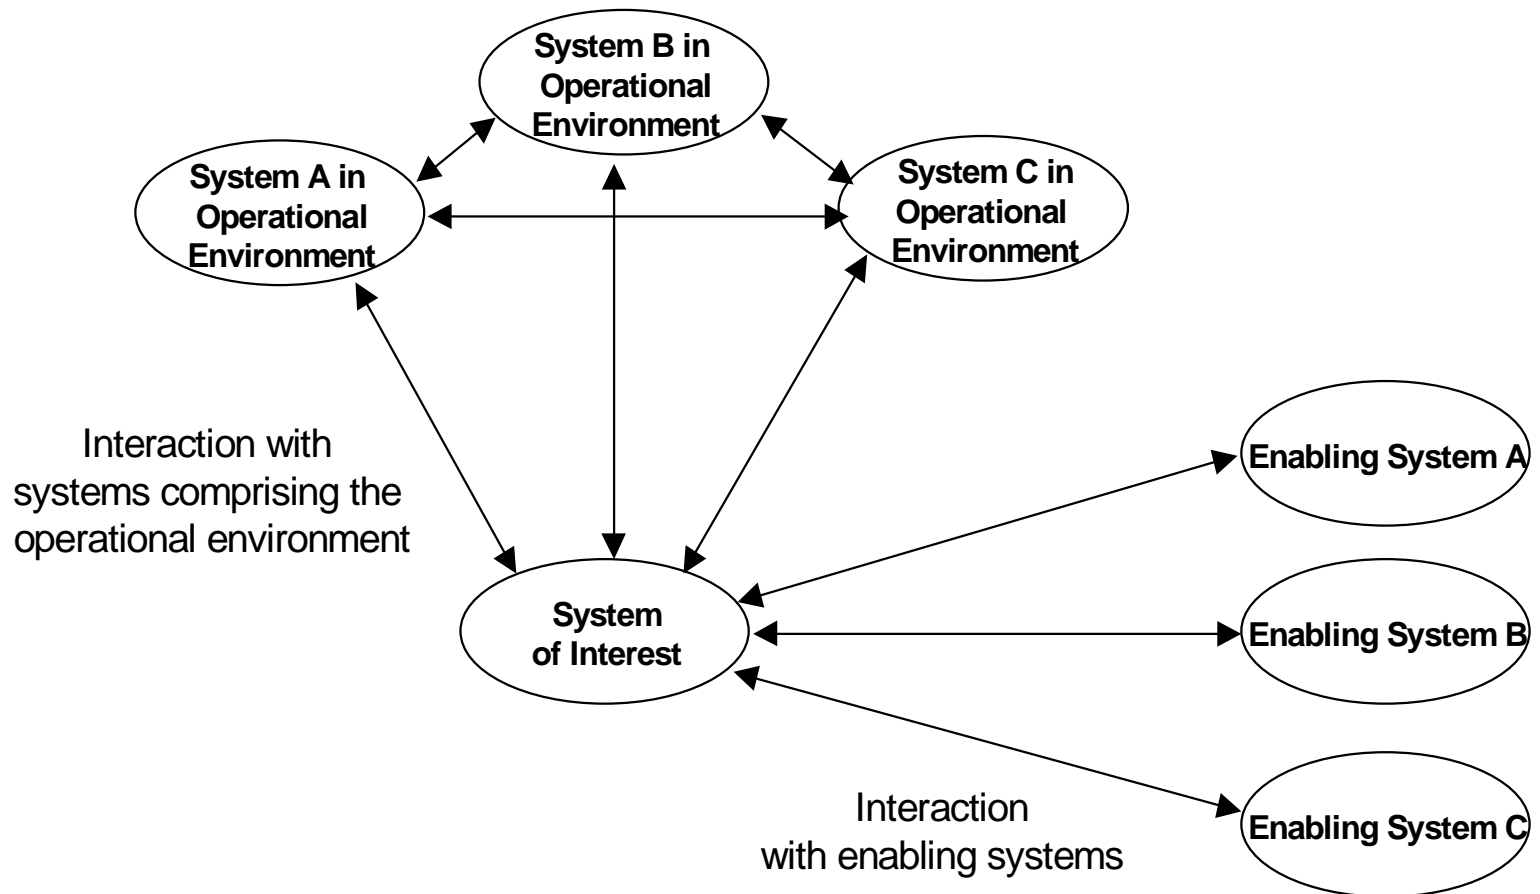 System B in
Operational
Environment
System A in
Operational
Environment
System C in
Operational
Environment
Interaction with
systems comprising the
operational environment
Enabling System A
System
of Interest
Enabling System B
Interaction
with enabling systems
Enabling System C